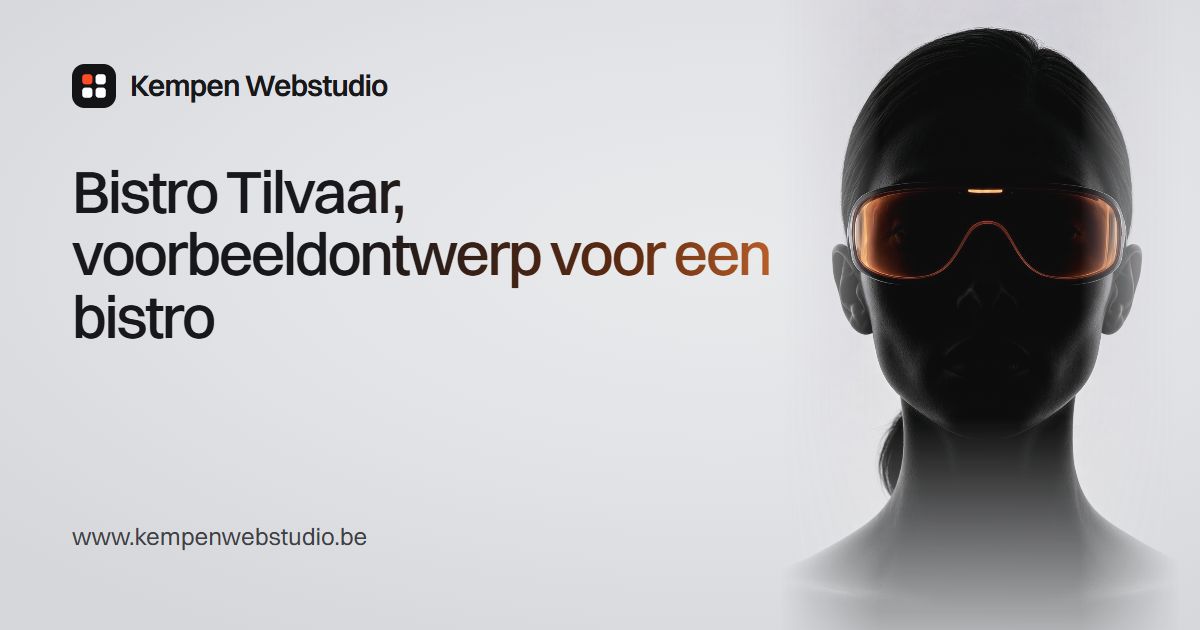 Kempen Webstudio
Bistro Tilvaar,
voorbeeldontwerp voor een
bistro
www.kempenwebstudio.be